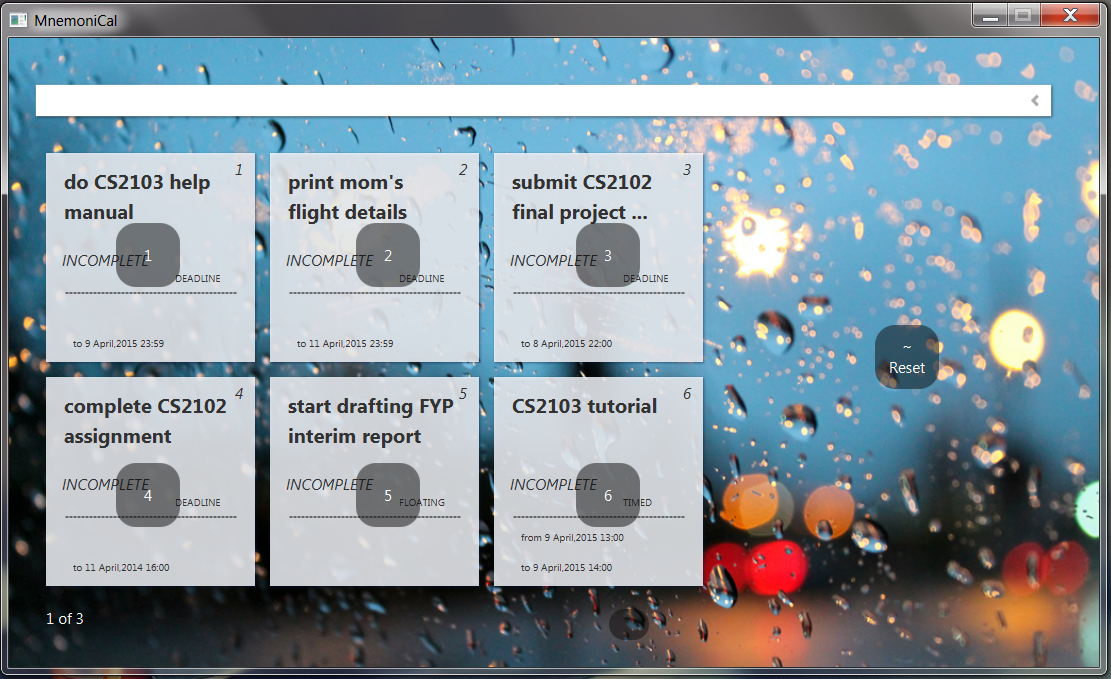 MnemoniCal
1
do CS2103 help
manual
INCOMPLETE
1
DEADLINE
to 9 April,2015 23:59
2
print mom's
flight details
INCOMPLETE
2
DEADLINE
to 11 April,2015 23:59
3
submit CS2102
final project ...
INCOMPLETE
3
DEADLINE
to 8 April,2015 22:00
~
Reset
4
complete CS2102
assignment
INCOMPLETE
4
DEADLINE
to 11 April,2014 16:00
5
start drafting FYP
interim report
INCOMPLETE
5
FLOATING
6
CS2103 tutorial
INCOMPLETE
6
TIMED
from 9 April,2015 13:00
to 9 April,2015 14:00
1 of 3